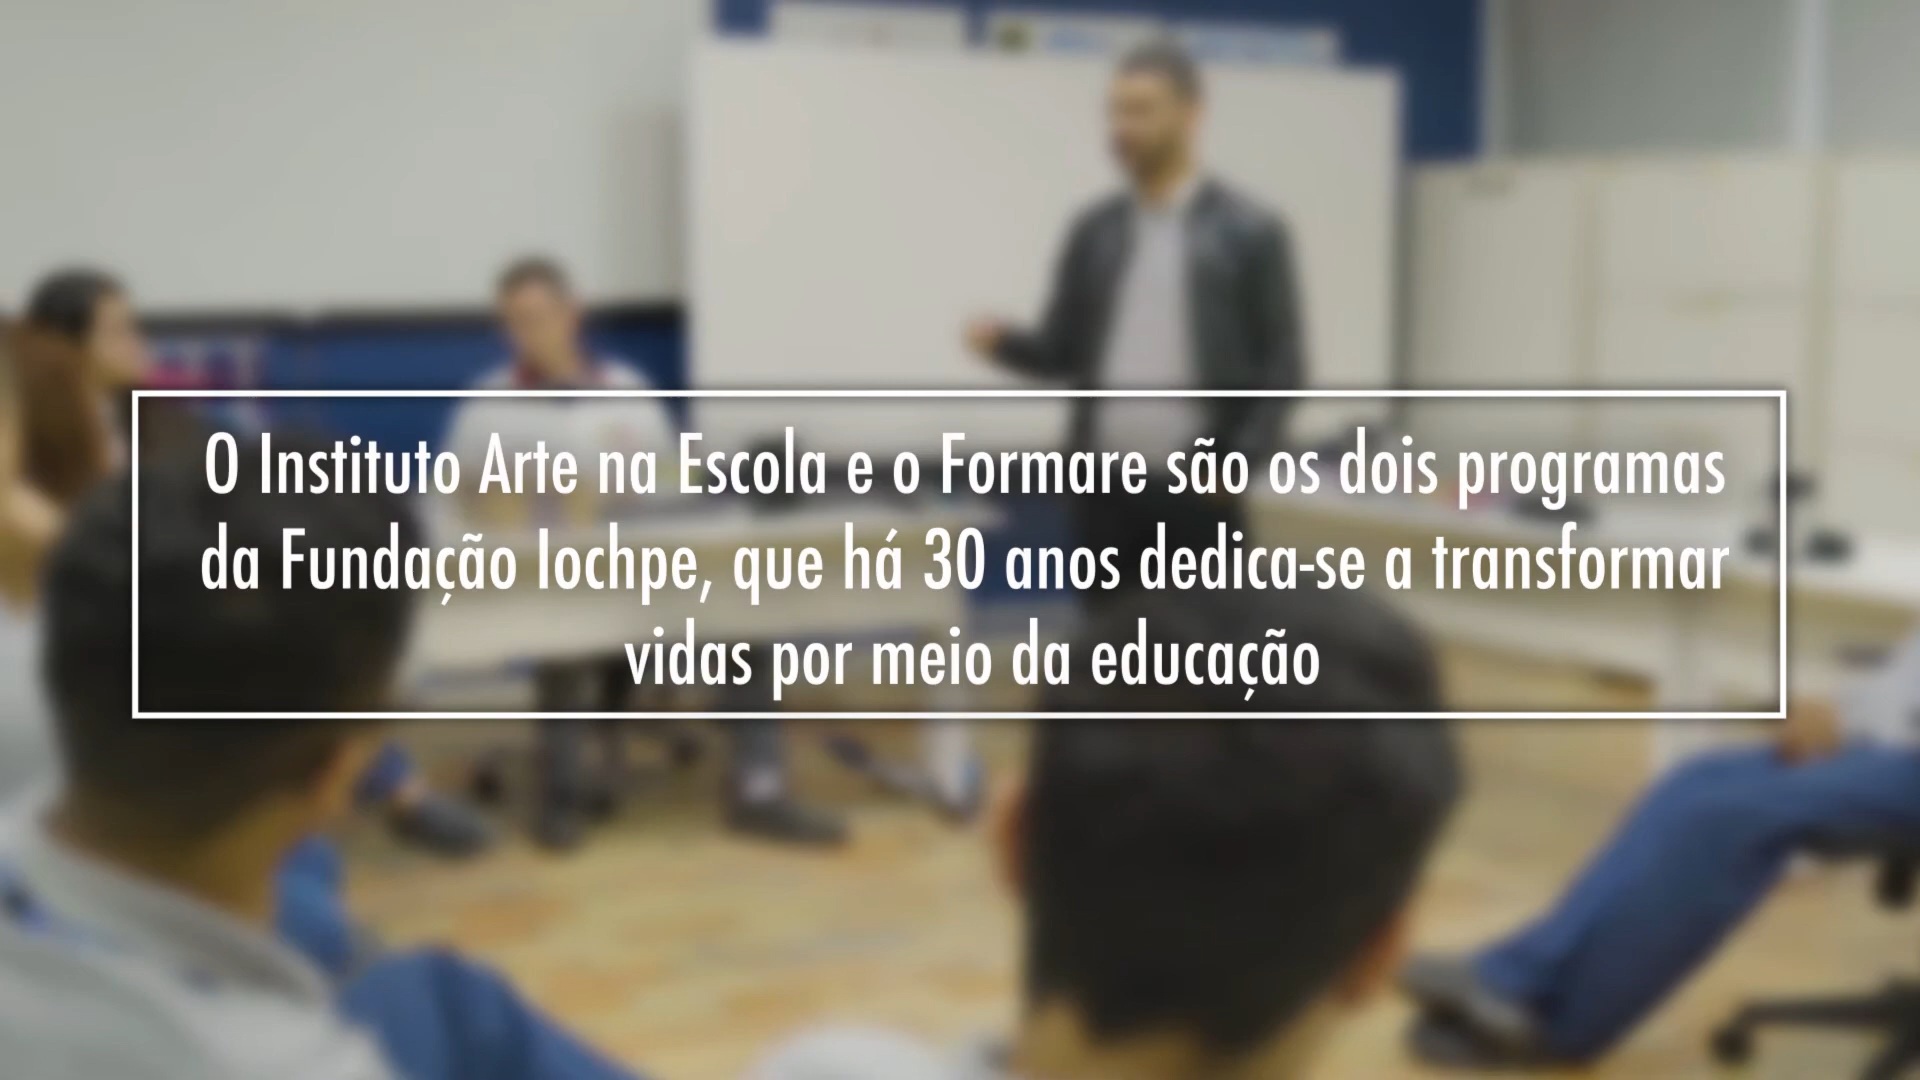 O Instituto Arte na Escola e o Formare são os dois programas
da Fundação Iochpe, que há 30 anos dedica-se a transformar
vidas por meio da educação